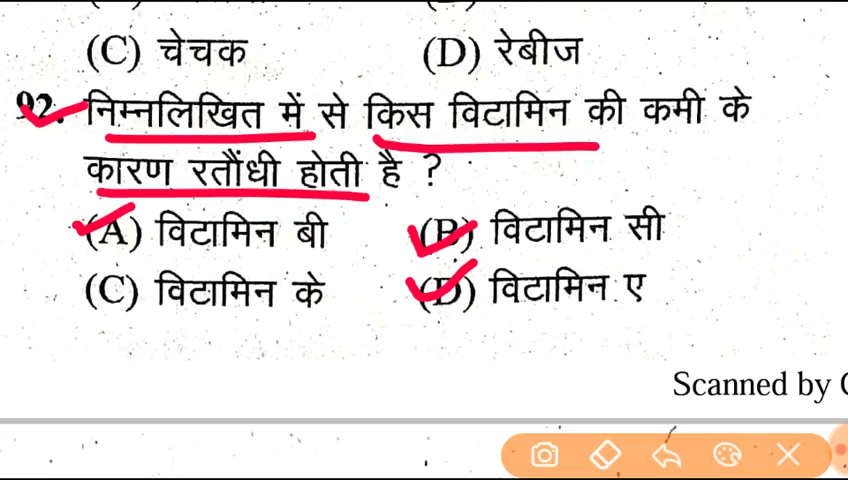 (C) चेचक (D) रेबीज
92. निम्नलिखित में से किस विटामिन की कमी के
कारण रतौंधी होती है ?
(A) विटामिन बी (B) विटामिन सी
(C) विटामिन के (D) विटामिन ए
Scanned by